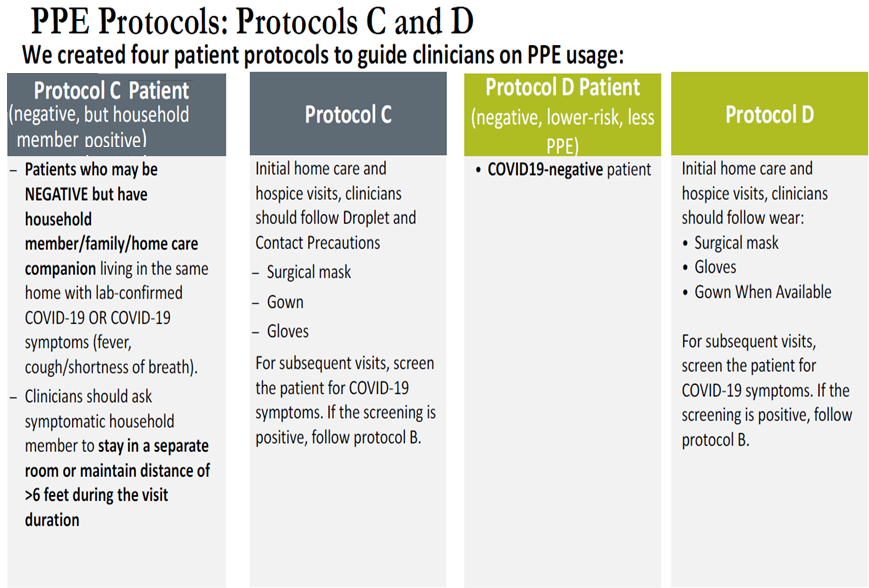 PPE Protocols: Protocols C and D
We created four patient protocols to guide clinicians on PPE usage:
Protocol C Patient
(negative, but household
member positive)
– Patients who may be
NEGATIVE but have
household
member/family/home care
companion living in the same
home with lab-confirmed
COVID-19 OR COVID-19
symptoms (fever,
cough/shortness of breath).
– Clinicians should ask
symptomatic household
member to stay in a separate
room or maintain distance of
>6 feet during the visit
duration
Protocol C
Initial home care and
hospice visits, clinicians
should follow Droplet and
Contact Precautions
– Surgical mask
– Gown
– Gloves
For subsequent visits, screen
the patient for COVID-19
symptoms. If the screening is
positive, follow protocol B.
Protocol D Patient
(negative, lower-risk, less
PPE)
• COVID19-negative patient
Protocol D
Initial home care and
hospice visits, clinicians
should follow wear:
• Surgical mask
• Gloves
• Gown When Available
For subsequent visits,
screen the patient for
COVID-19 symptoms. If the
screening is positive, follow
protocol B.